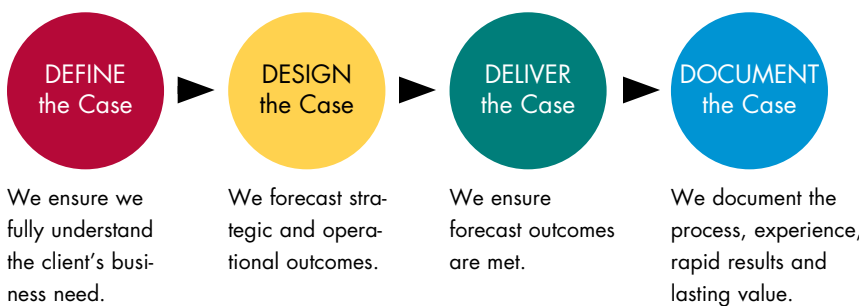 DEFINE
the Case
DESIGN
the Case
DELIVER
the Case
DOCUMENT
the Case
We ensure we
fully understand
the client's busi-
ness need.
We forecast stra-
tegic and opera-
tional outcomes.
We ensure
forecast outcomes
are met.
We document the
process, experience,
rapid results and
lasting value.